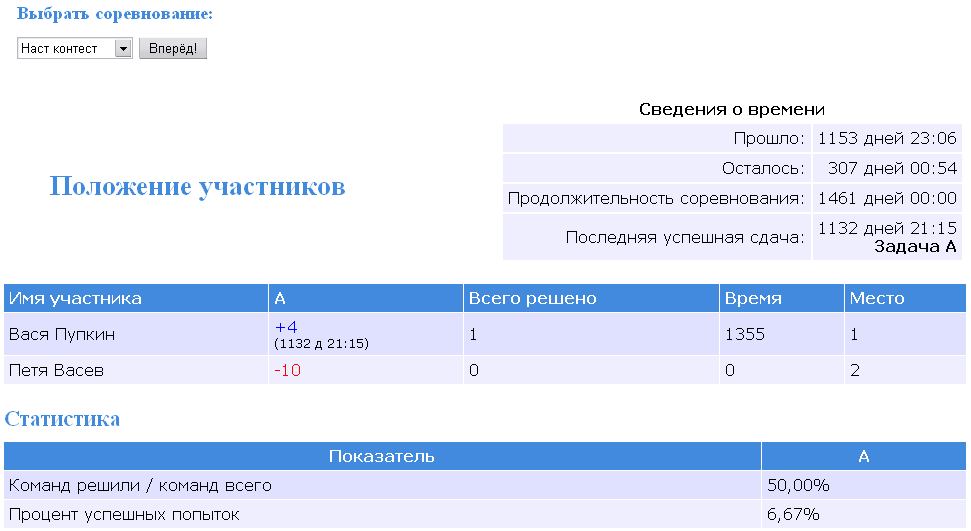 Выбрать соревнование:
Наст контест Вперёд!
Сведения о времени
Прошло: 1153 дней 23:06
Осталось: 307 дней 00:54
Положение участников
Продолжительность соревнования: 1461 дней 00:00
Последняя успешная сдача: 1132 дней 21:15
Задача A
Имя участника A Всего решено Время Место
Вася Пупкин +4 1 1355 1
(1132 д 21:15)
Петя Васев -10 0 0 2
Статистика
Показатель A
Команд решили / команд всего 50,00%
Процент успешных попыток 6,67%